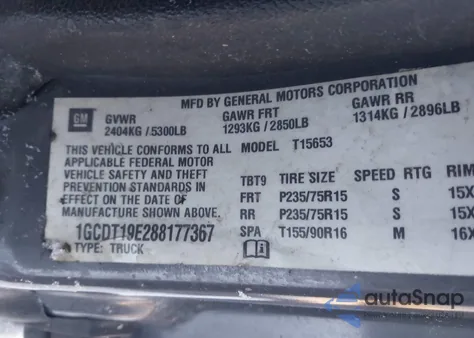 MFD BY GENERAL MOTORS CORPORATION
GM GVWR GAWR FRT GAWR RR
2404KG / 5300LB 1293KG / 2850LB 1314KG / 2896LB
THIS VEHICLE CONFORMS TO ALL MODEL T15653
APPLICABLE FEDERAL MOTOR
VEHICLE SAFETY AND THEFT TBT9 TIRE SIZE SPEED RTG RIM
PREVENTION STANDARDS IN FRT P235/75R15 S 15X
EFFECT ON THE DATE OF RR P235/75R15 S 15X
MANUFACTURE SHOWN ABOVE.
1GCDT19E288177367 SPA T155/90R16 M 16X
TYPE: TRUCK
autoSnap